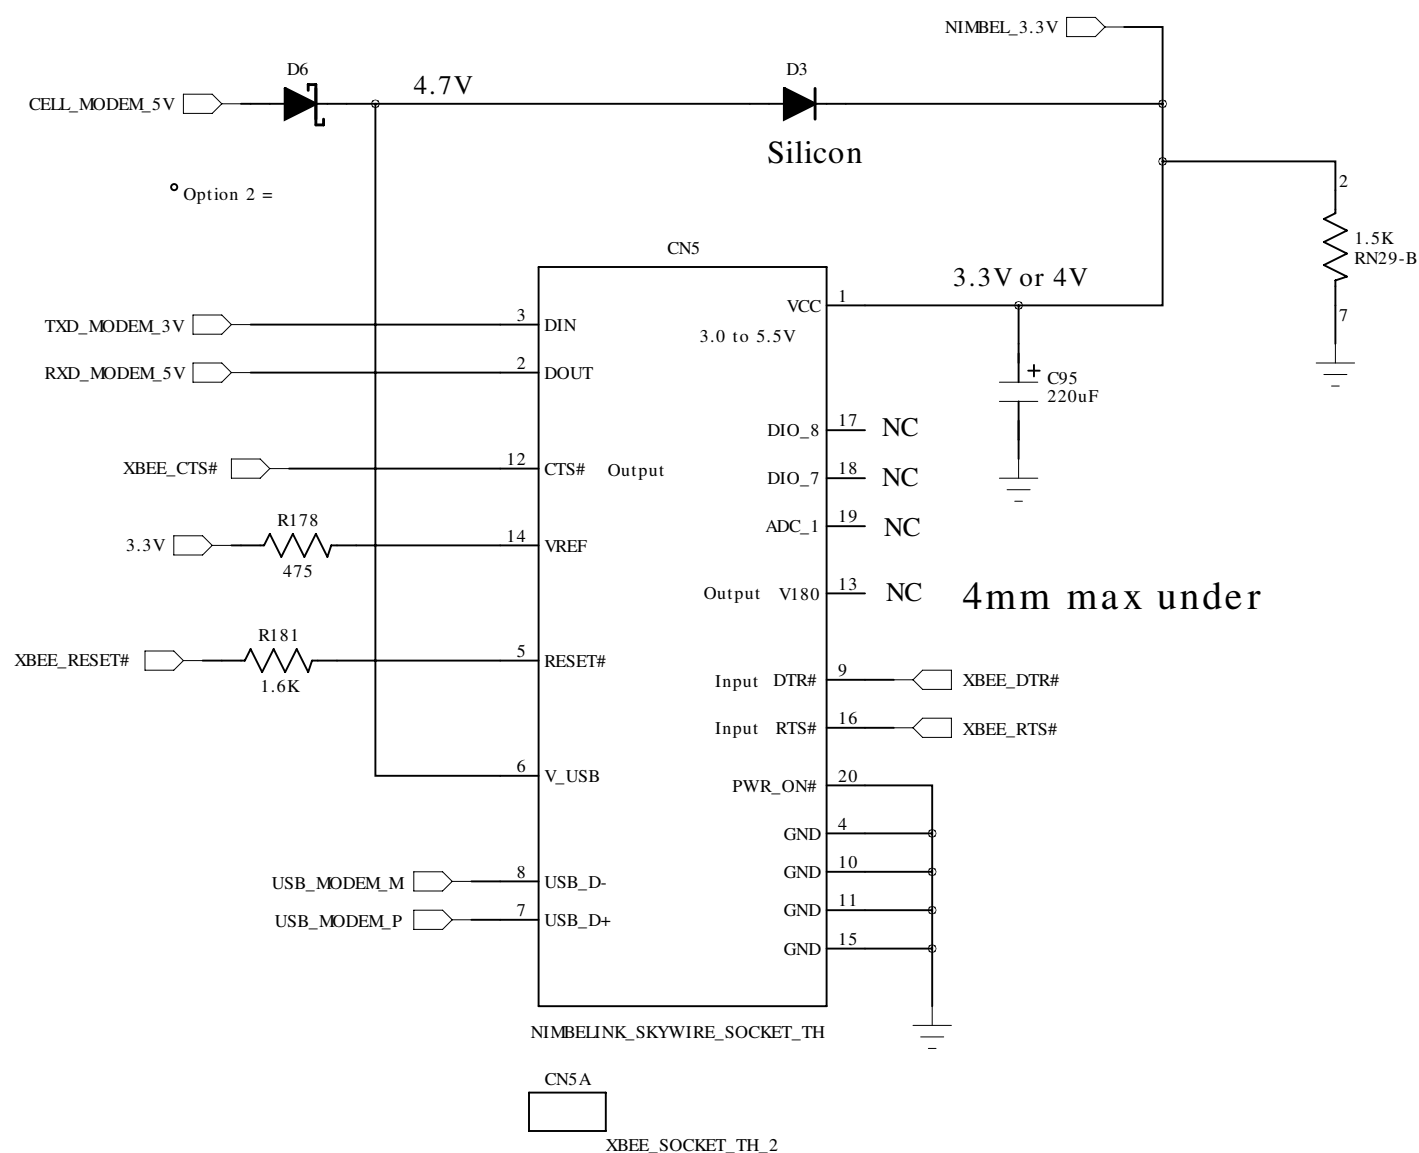 NIMBEL_3.3V
D6
4.7V
D3
CELL_MODEM_5V
Silicon
Option 2 =
2
1.5K
RN29-B
7
CN5
3.3V or 4V
VCC
1
3.0 to 5.5V
TXD_MODEM_3V
3
DIN
RXD_MODEM_5V
2
DOUT
+
C95
220uF
DIO_8
17
NC
XBEE_CTS#
12
CTS#
Output
DIO_7
18
NC
ADC_1
19
NC
R178
3.3V
475
14
VREF
Output
V180
13
NC
4mm max under
R181
XBEE_RESET#
1.6K
5
RESET#
Input
DTR#
9
XBEE_DTR#
Input
RTS#
16
XBEE_RTS#
6
V_USB
PWR_ON#
20
GND
4
GND
10
USB_MODEM_M
8
USB_D-
GND
11
USB_MODEM_P
7
USB_D+
GND
15
NIMBELINK_SKYWIRE_SOCKET_TH
CN5A
XBEE_SOCKET_TH_2